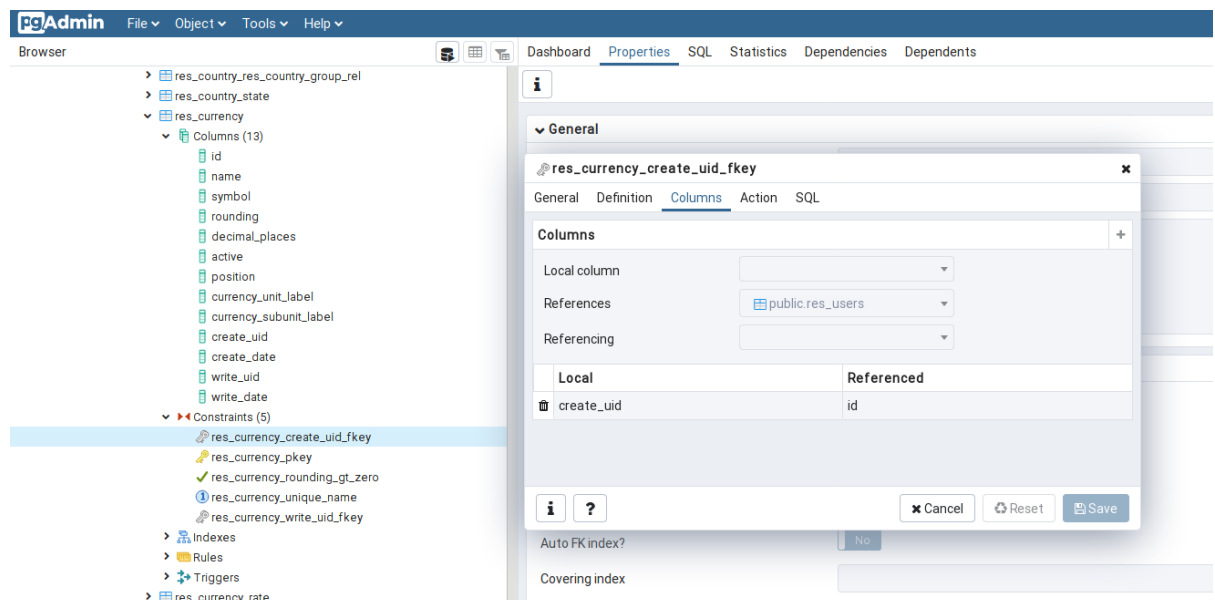 pgAdmin File Object Tools Help
Browser
Dashboard Properties SQL Statistics Dependencies Dependents
res_country_res_country_group_rel
res_country_state
res_currency
Columns (13)
id
name
symbol
rounding
decimal_places
active
position
currency_unit_label
currency_subunit_label
create_uid
create_date
write_uid
write_date
Constraints (5)
res_currency_create_uid_fkey
res_currency_pkey
res_currency_rounding_gt_zero
1 res_currency_unique_name
res_currency_write_uid_fkey
Indexes
Rules
Triggers
res_currency_rate
i
General
res_currency_create_uid_fkey
General Definition Columns Action SQL
Columns
Local column
References public.res_users
Referencing
Local Referenced
create_uid id
i ? Cancel Reset Save
Auto FK index? No
Covering index